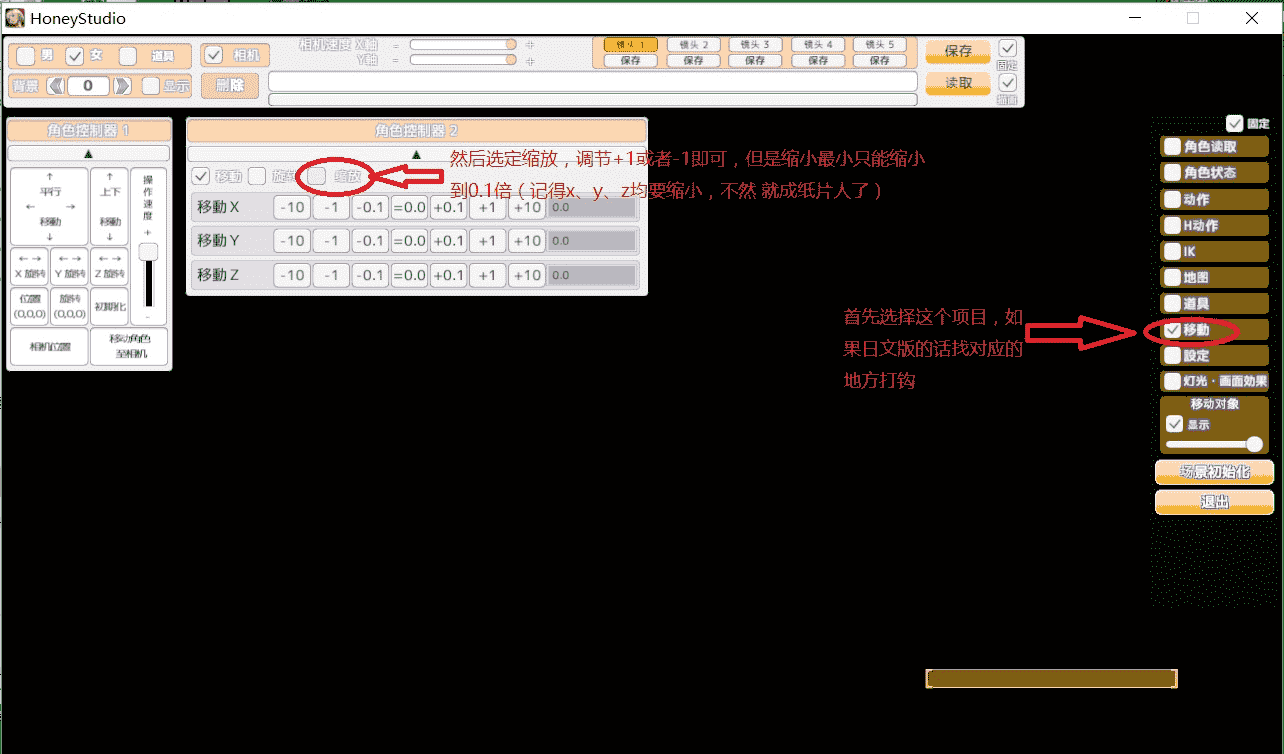 HoneyStudio
男 女 道具 相机
相机速度 X轴 = +
Y轴 = +
镜头 1 镜头 2 镜头 3 镜头 4 镜头 5
保存 保存 保存 保存 保存
保存 固定
背景 0 显示 删除
读取
角色控制器 1
↑ 平行 ← → 移動 ↓
↑ 上下 移動 ↓
操作速度 + -
←→ X 旋转
←→ Y 旋转
←→ Z 旋转
位置 (0,0,0)
旋转 (0,0,0)
初期化
相机位置
移动角色至相机
角色控制器 2
移動 旋转 缩放
移動 X -10 -1 -0.1 =0.0 +0.1 +1 +10 0.0
移動 Y -10 -1 -0.1 =0.0 +0.1 +1 +10 0.0
移動 Z -10 -1 -0.1 =0.0 +0.1 +1 +10 0.0
然后选定缩放，调节+1或者-1即可，但是缩小最小只能缩小
到0.1倍（记得x、y、z均要缩小，不然 就成纸片人了）
首先选择这个项目，如
果日文版的话找对应的
地方打钩
固定
角色读取
角色状态
动作
H动作
IK
地图
道具
移動
設定
灯光·画面效果
移动对象
显示
场景初始化
退出